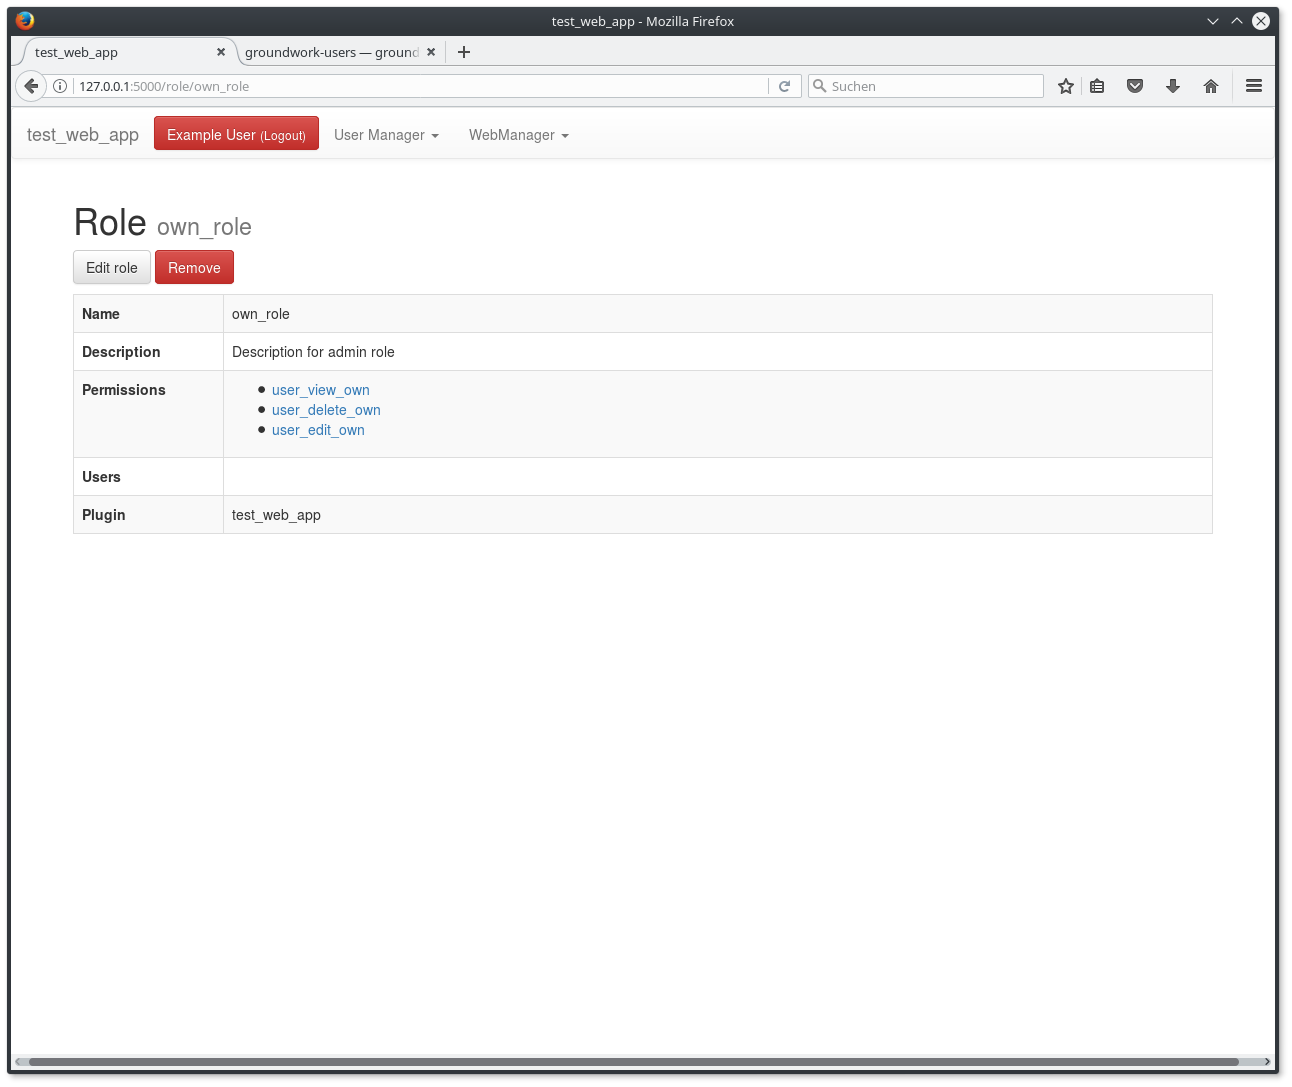 test_web_app - Mozilla Firefox
test_web_app
groundwork-users — ground
127.0.0.1:5000/role/own_role
Suchen
test_web_app
Example User (Logout)
User Manager
WebManager
Role own_role
Edit role
Remove
Name
own_role
Description
Description for admin role
Permissions
user_view_own
user_delete_own
user_edit_own
Users
Plugin
test_web_app